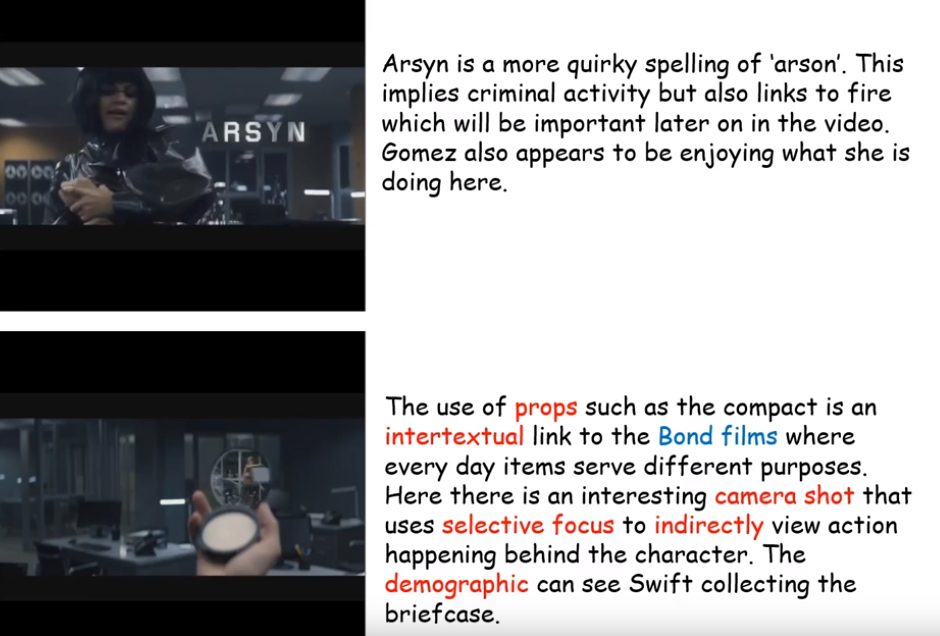 ARSYN
Arsyn is a more quirky spelling of ‘arson’. This
implies criminal activity but also links to fire
which will be important later on in the video.
Gomez also appears to be enjoying what she is
doing here.
The use of props such as the compact is an
intertextual link to the Bond films where
every day items serve different purposes.
Here there is an interesting camera shot that
uses selective focus to indirectly view action
happening behind the character. The
demographic can see Swift collecting the
briefcase.